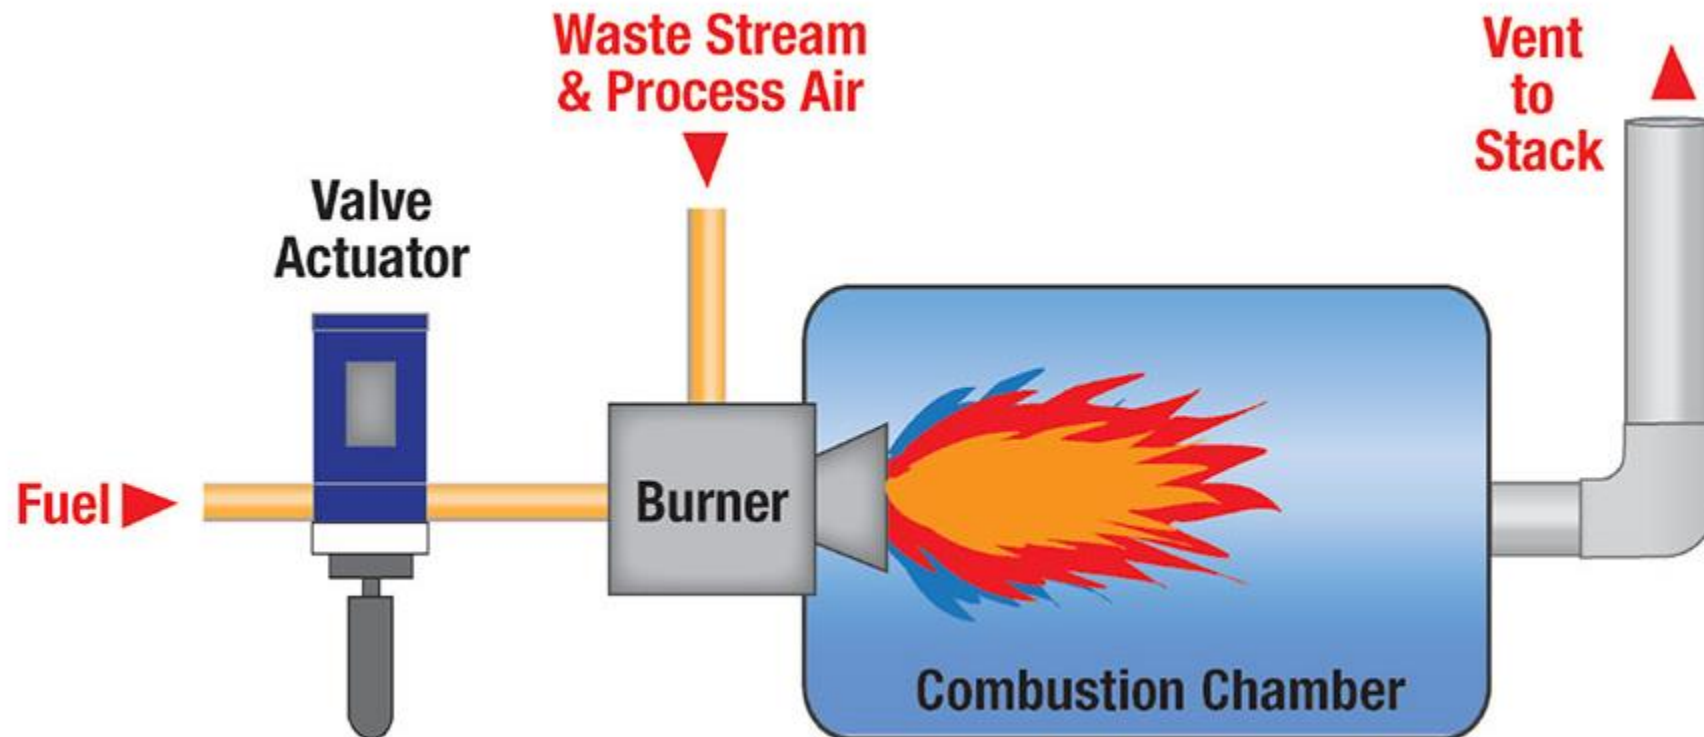 Waste Stream
& Process Air
Vent
to
Stack
Valve
Actuator
Fuel
Burner
Combustion Chamber